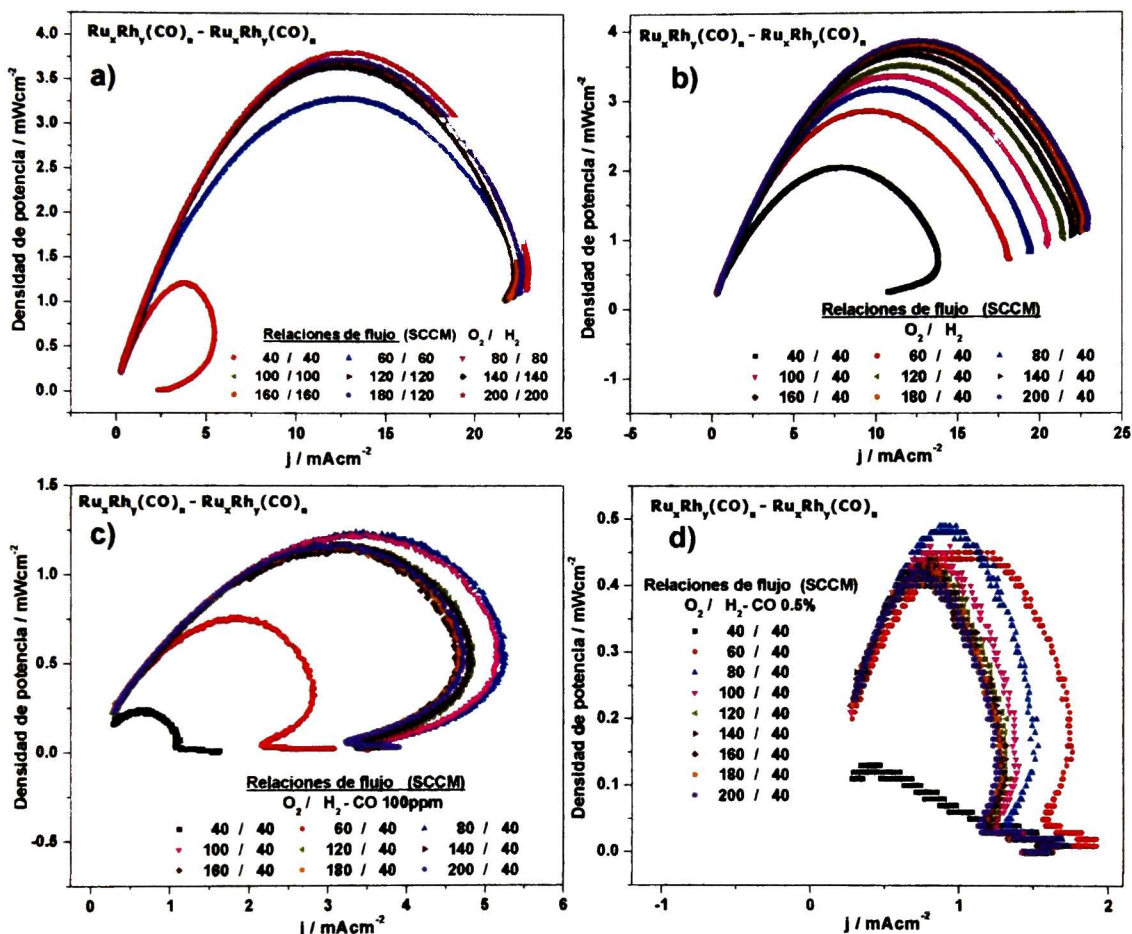 Ru_xRh_y(CO)_n - Ru_xRh_y(CO)_n
a)
Densidad de potencia / mWcm^-2
4.0
3.5
3.0
2.5
2.0
1.5
1.0
0.5
0.0
Relaciones de flujo (SCCM) O_2 / H_2
40 / 40 60 / 60 80 / 80
100 / 100 120 / 120 140 / 140
160 / 160 180 / 120 200 / 200
0 5 10 15 20 25
j / mAcm^-2
Ru_xRh_y(CO)_n - Ru_xRh_y(CO)_n
b)
Densidad de potencia / mWcm^-2
4
3
2
1
0
-1
Relaciones de flujo (SCCM)
O_2 / H_2
40 / 40 60 / 40 80 / 40
100 / 40 120 / 40 140 / 40
160 / 40 180 / 40 200 / 40
-5 0 5 10 15 20 25
j / mAcm^-2
Ru_xRh_y(CO)_n - Ru_xRh_y(CO)_n
c)
Densidad de potencia / mWcm^-2
1.5
1.0
0.5
0.0
-0.5
Relaciones de flujo (SCCM)
O_2 / H_2 - CO 100ppm
40 / 40 60 / 40 80 / 40
100 / 40 120 / 40 140 / 40
160 / 40 180 / 40 200 / 40
0 1 2 3 4 5 6
j / mAcm^-2
Ru_xRh_y(CO)_n - Ru_xRh_y(CO)_n
d)
Densidad de potencia / mWcm^-2
0.5
0.4
0.3
0.2
0.1
0.0
Relaciones de flujo (SCCM)
O_2 / H_2 - CO 0.5%
40 / 40
60 / 40
80 / 40
100 / 40
120 / 40
140 / 40
160 / 40
180 / 40
200 / 40
-1 0 1 2
j / mAcm^-2